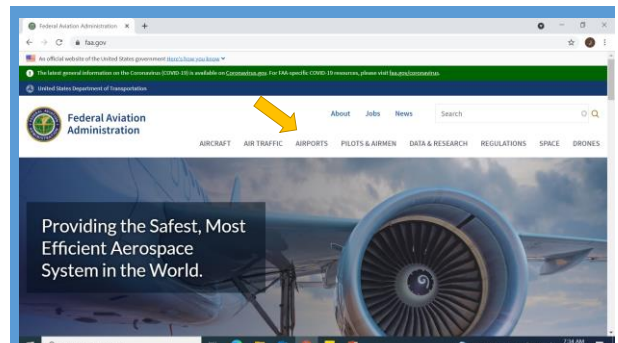 Federal Aviation Administration
faa.gov
An official website of the United States government Here's how you know
The latest general information on the Coronavirus (COVID-19) is available on Coronavirus.gov. For FAA-specific COVID-19 resources, please visit faa.gov/coronavirus.
United States Department of Transportation
Federal Aviation
Administration
About Jobs News Search
AIRCRAFT AIR TRAFFIC AIRPORTS PILOTS & AIRMEN DATA & RESEARCH REGULATIONS SPACE DRONES
Providing the Safest, Most
Efficient Aerospace
System in the World.